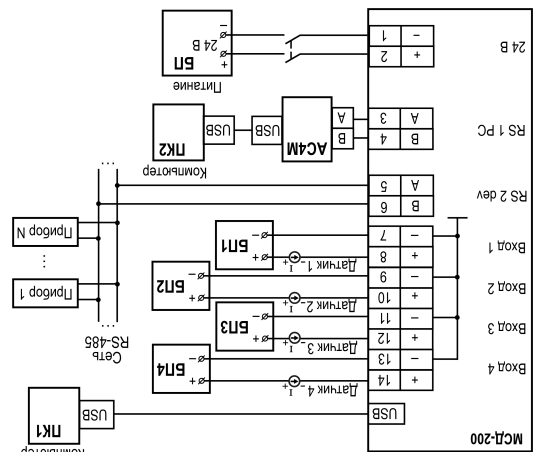 Компьютер
МСД-200
USB
USB
ПК1
Вход 4
+ 14
Датчик 4
– I +
+
БП4
– 13
–
Сеть
RS-485
...
Вход 3
+ 12
Датчик 3
– I +
+
БП3
– 11
–
Прибор 1
...
Вход 2
+ 10
Датчик 2
– I +
+
БП2
– 9
–
Вход 1
+ 8
Датчик 1
– I +
+
БП1
– 7
–
Прибор N
RS 2 dev
B 6
A 5
...
Компьютер
RS 1 PC
B 4
A 3
B
A
АС4М
USB
USB
ПК2
Питание
24 В
+ 2
– 1
+
24 В
–
БП